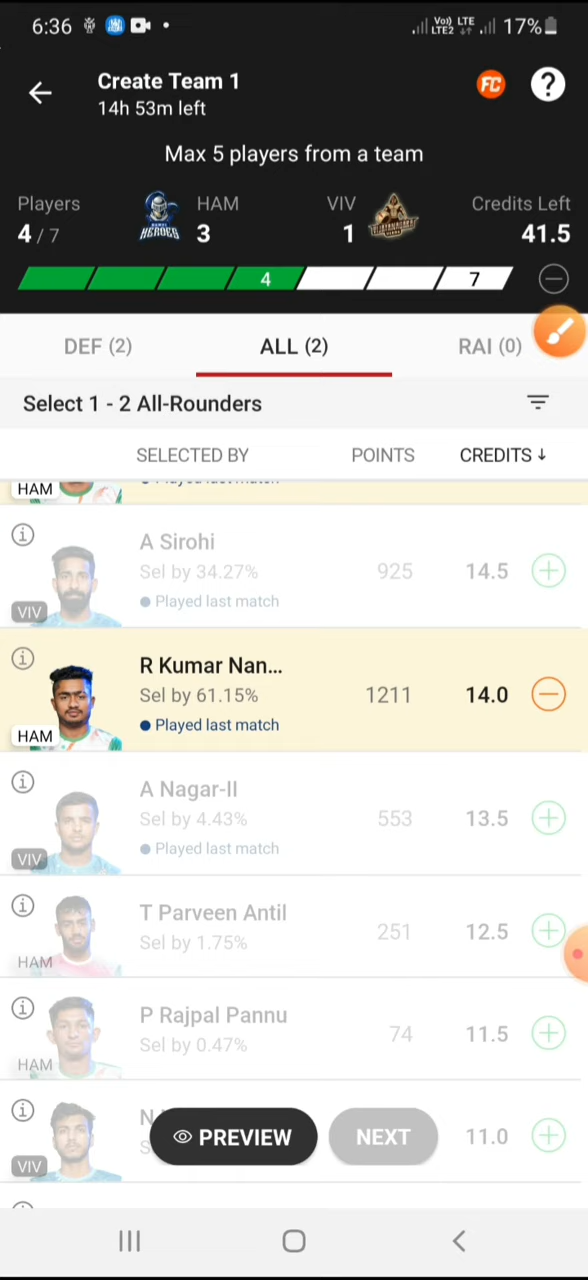 6:36
Vo) LTE
LTE2
17%
Create Team 1
14h 53m left
FC
?
Max 5 players from a team
Players
4 / 7
HEROES
HAM
3
VIV
1
Credits Left
41.5
4
7
DEF (2)
ALL (2)
RAI (0)
Select 1 - 2 All-Rounders
SELECTED BY
POINTS
CREDITS ↓
HAM
A Sirohi
Sel by 34.27%
925
14.5
Played last match
VIV
R Kumar Nan...
Sel by 61.15%
1211
14.0
Played last match
HAM
A Nagar-II
Sel by 4.43%
553
13.5
Played last match
VIV
T Parveen Antil
Sel by 1.75%
251
12.5
HAM
P Rajpal Pannu
Sel by 0.47%
74
11.5
HAM
N
PREVIEW
NEXT
11.0
VIV